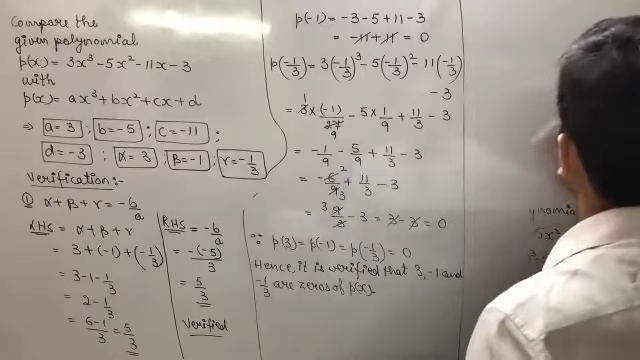 Compare the
given polynomial
p(x) = 3x³ - 5x² - 11x - 3
with
p(x) = ax³ + bx² + cx + d
⇒ a = 3 ; b = -5 ; c = -11 ;
d = -3 ; α = 3 ; β = -1 ; r = -1/3
Verification:-
① α + β + r = -b/a
LHS = α + β + r
= 3 + (-1) + (-1/3)
= 3 - 1 - 1/3
= 2 - 1/3
= 6-1/3 = 5/3
RHS = -b/a
= -(-5)/3
= 5/3
Verified
p(-1) = -3 - 5 + 11 - 3
= -11 + 11 = 0
p(-1/3) = 3(-1/3)³ - 5(-1/3)² - 11(-1/3)
- 3
= 3 × (-1)/27 - 5 × 1/9 + 11/3 - 3
= -1/9 - 5/9 + 11/3 - 3
= -6/9 + 11/3 - 3
= 9/3 - 3 = 3 - 3 = 0
∵ p(3) = p(-1) = p(-1/3) = 0
Hence, it is verified that 3, -1 and
-1/3 are zeros of p(x).
ynomia
5x²